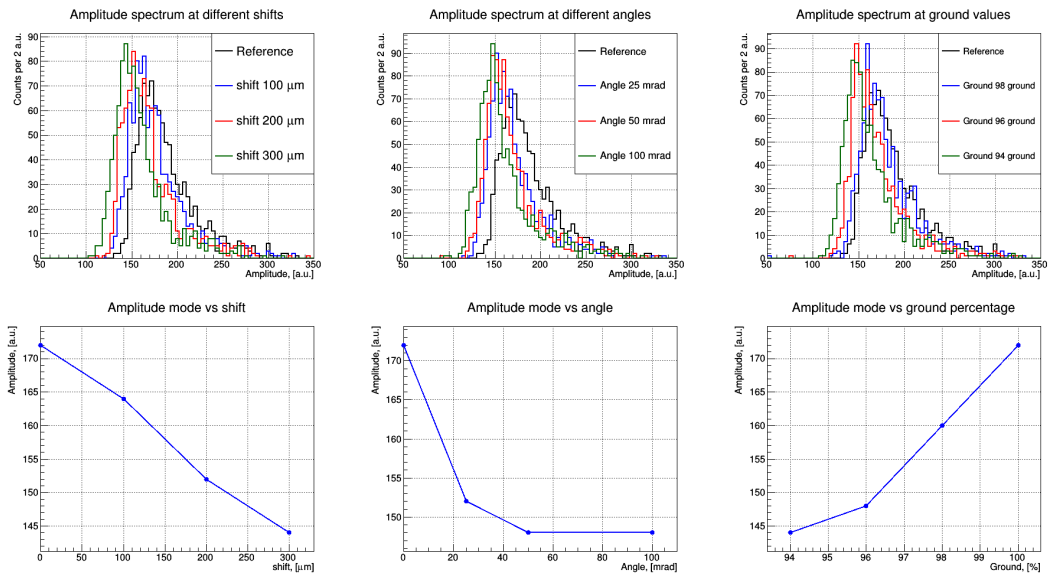 Amplitude spectrum at different shifts
Counts per 2 a.u.
90
80
70
60
50
40
30
20
10
0
50
100
150
200
250
300
350
Amplitude, [a.u.]
Reference
shift 100 μm
shift 200 μm
shift 300 μm
Amplitude spectrum at different angles
Counts per 2 a.u.
90
80
70
60
50
40
30
20
10
0
50
100
150
200
250
300
350
Amplitude, [a.u.]
Reference
Angle 25 mrad
Angle 50 mrad
Angle 100 mrad
Amplitude spectrum at ground values
Counts per 2 a.u.
90
80
70
60
50
40
30
20
10
0
50
100
150
200
250
300
350
Amplitude, [a.u.]
Reference
Ground 98 ground
Ground 96 ground
Ground 94 ground
Amplitude mode vs shift
Amplitude, [a.u.]
170
165
160
155
150
145
0
50
100
150
200
250
300
shift, [μm]
Amplitude mode vs angle
Amplitude, [a.u.]
170
165
160
155
150
0
20
40
60
80
100
Angle, [mrad]
Amplitude mode vs ground percentage
Amplitude, [a.u.]
170
165
160
155
150
145
94
95
96
97
98
99
100
Ground, [%]